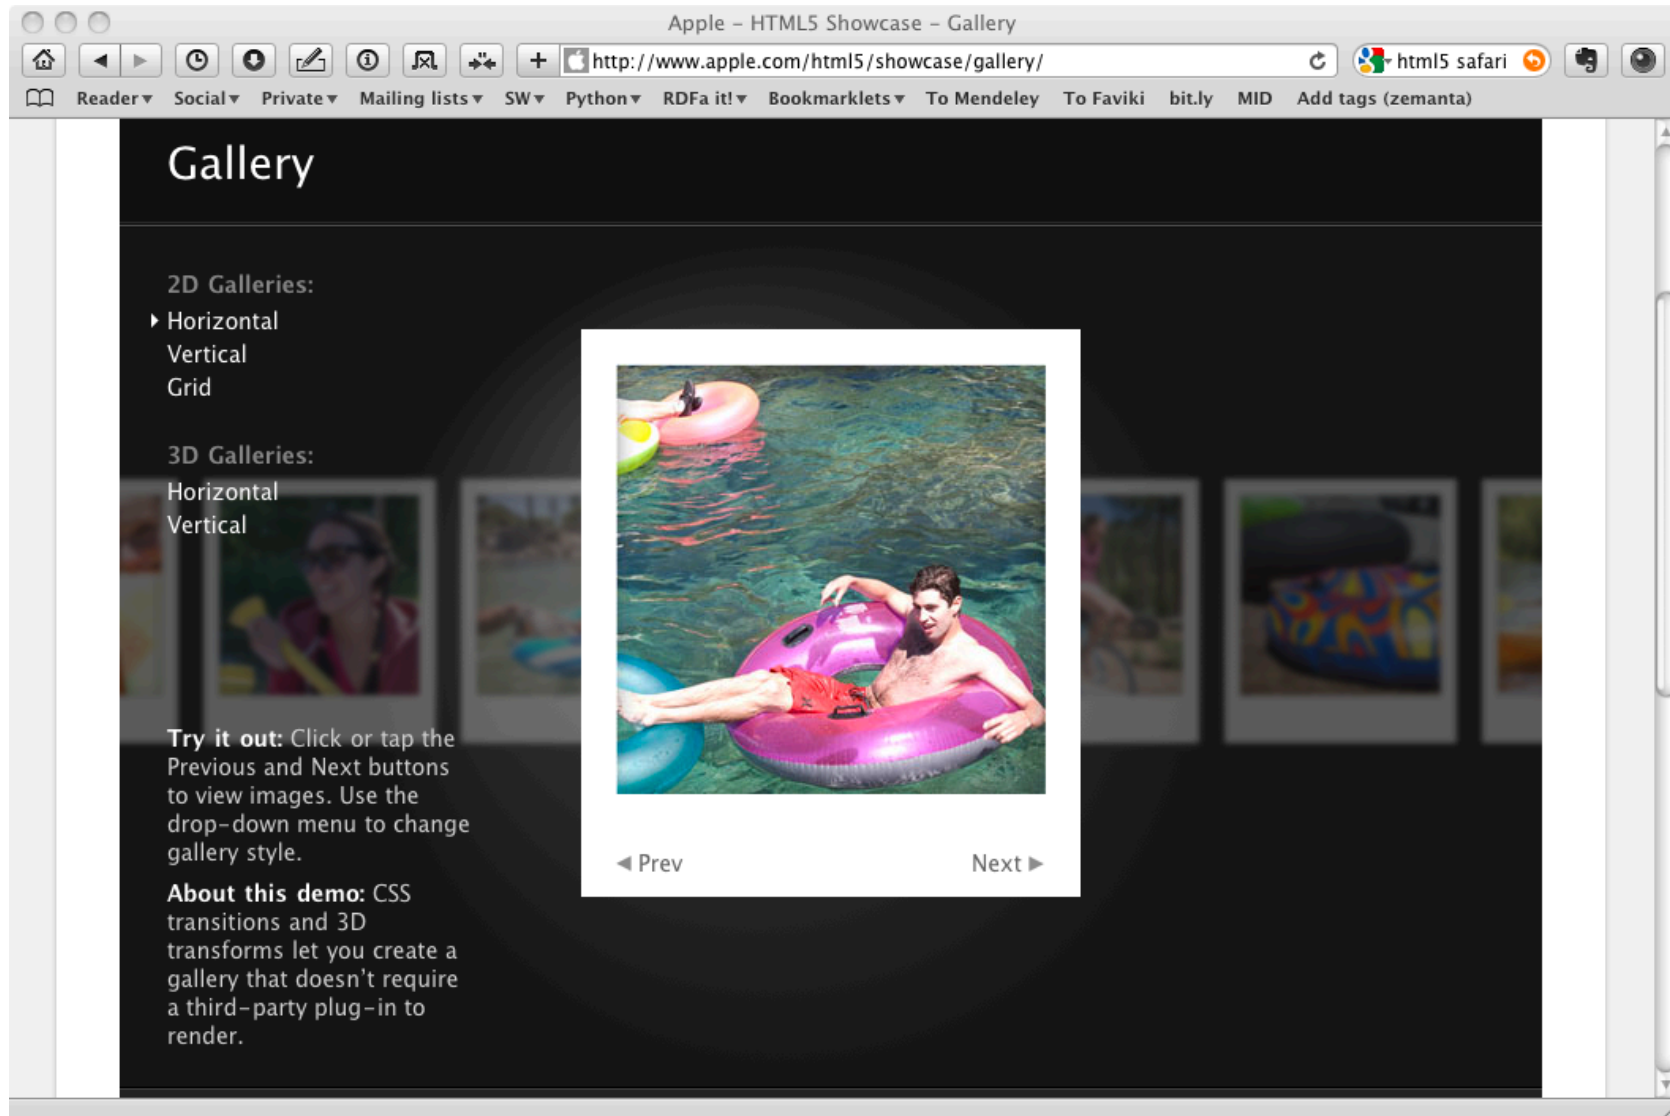 Apple – HTML5 Showcase – Gallery
http://www.apple.com/html5/showcase/gallery/
html5 safari
Reader Social Private Mailing lists SW Python RDFa it! Bookmarklets To Mendeley To Faviki bit.ly MID Add tags (zemanta)
Gallery
2D Galleries:
Horizontal
Vertical
Grid
3D Galleries:
Horizontal
Vertical
Try it out: Click or tap the
Previous and Next buttons
to view images. Use the
drop-down menu to change
gallery style.
About this demo: CSS
transitions and 3D
transforms let you create a
gallery that doesn't require
a third-party plug-in to
render.
Prev
Next